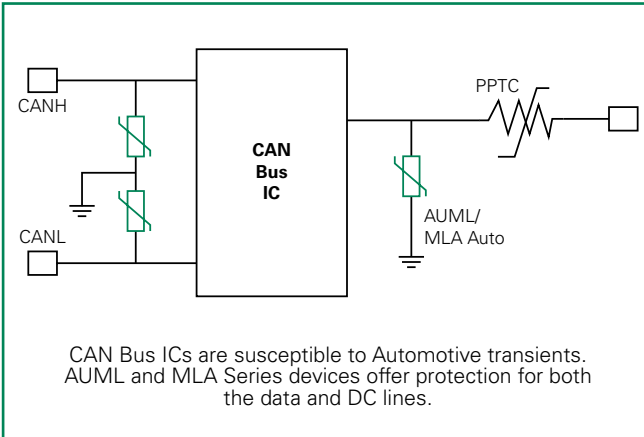 CANH
CANL
CAN
Bus
IC
PPTC
AUML/
MLA Auto
CAN Bus ICs are susceptible to Automotive transients.
AUML and MLA Series devices offer protection for both
the data and DC lines.